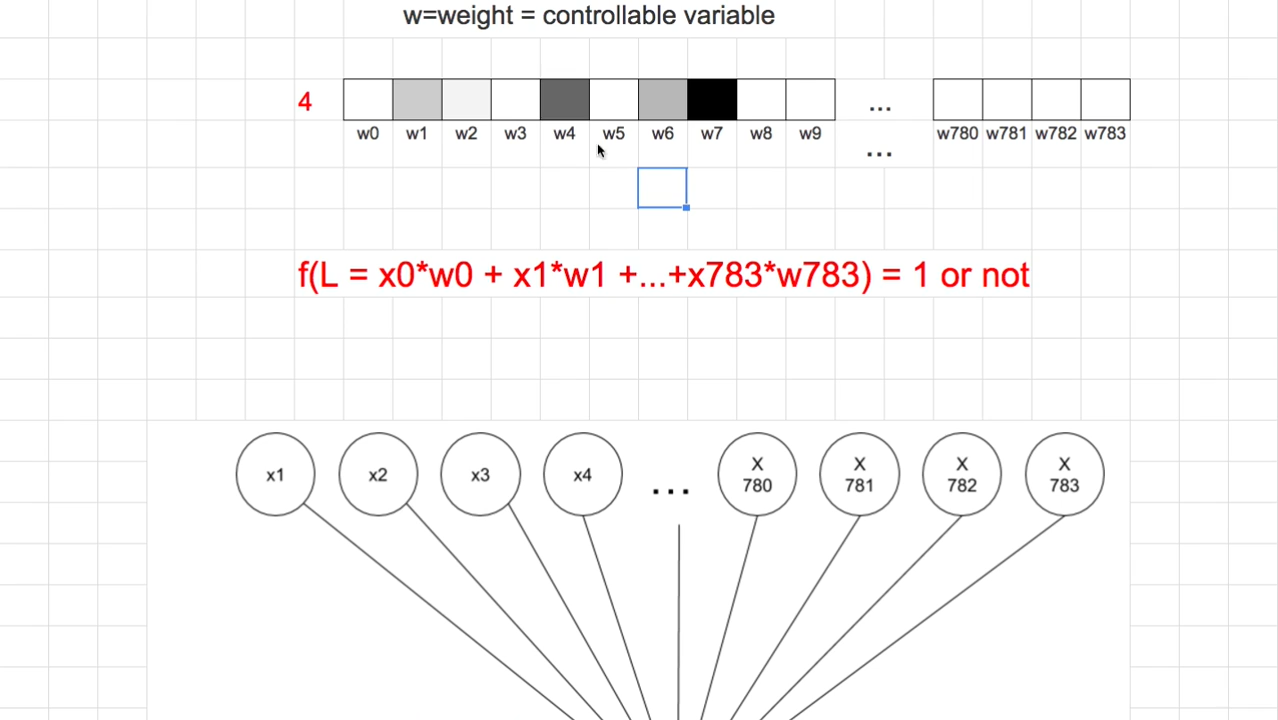 w=weight = controllable variable
4
...
w0 w1 w2 w3 w4 w5 w6 w7 w8 w9 ... w780 w781 w782 w783
f(L = x0*w0 + x1*w1 +...+x783*w783) = 1 or not
x1 x2 x3 x4 ... X 780 X 781 X 782 X 783